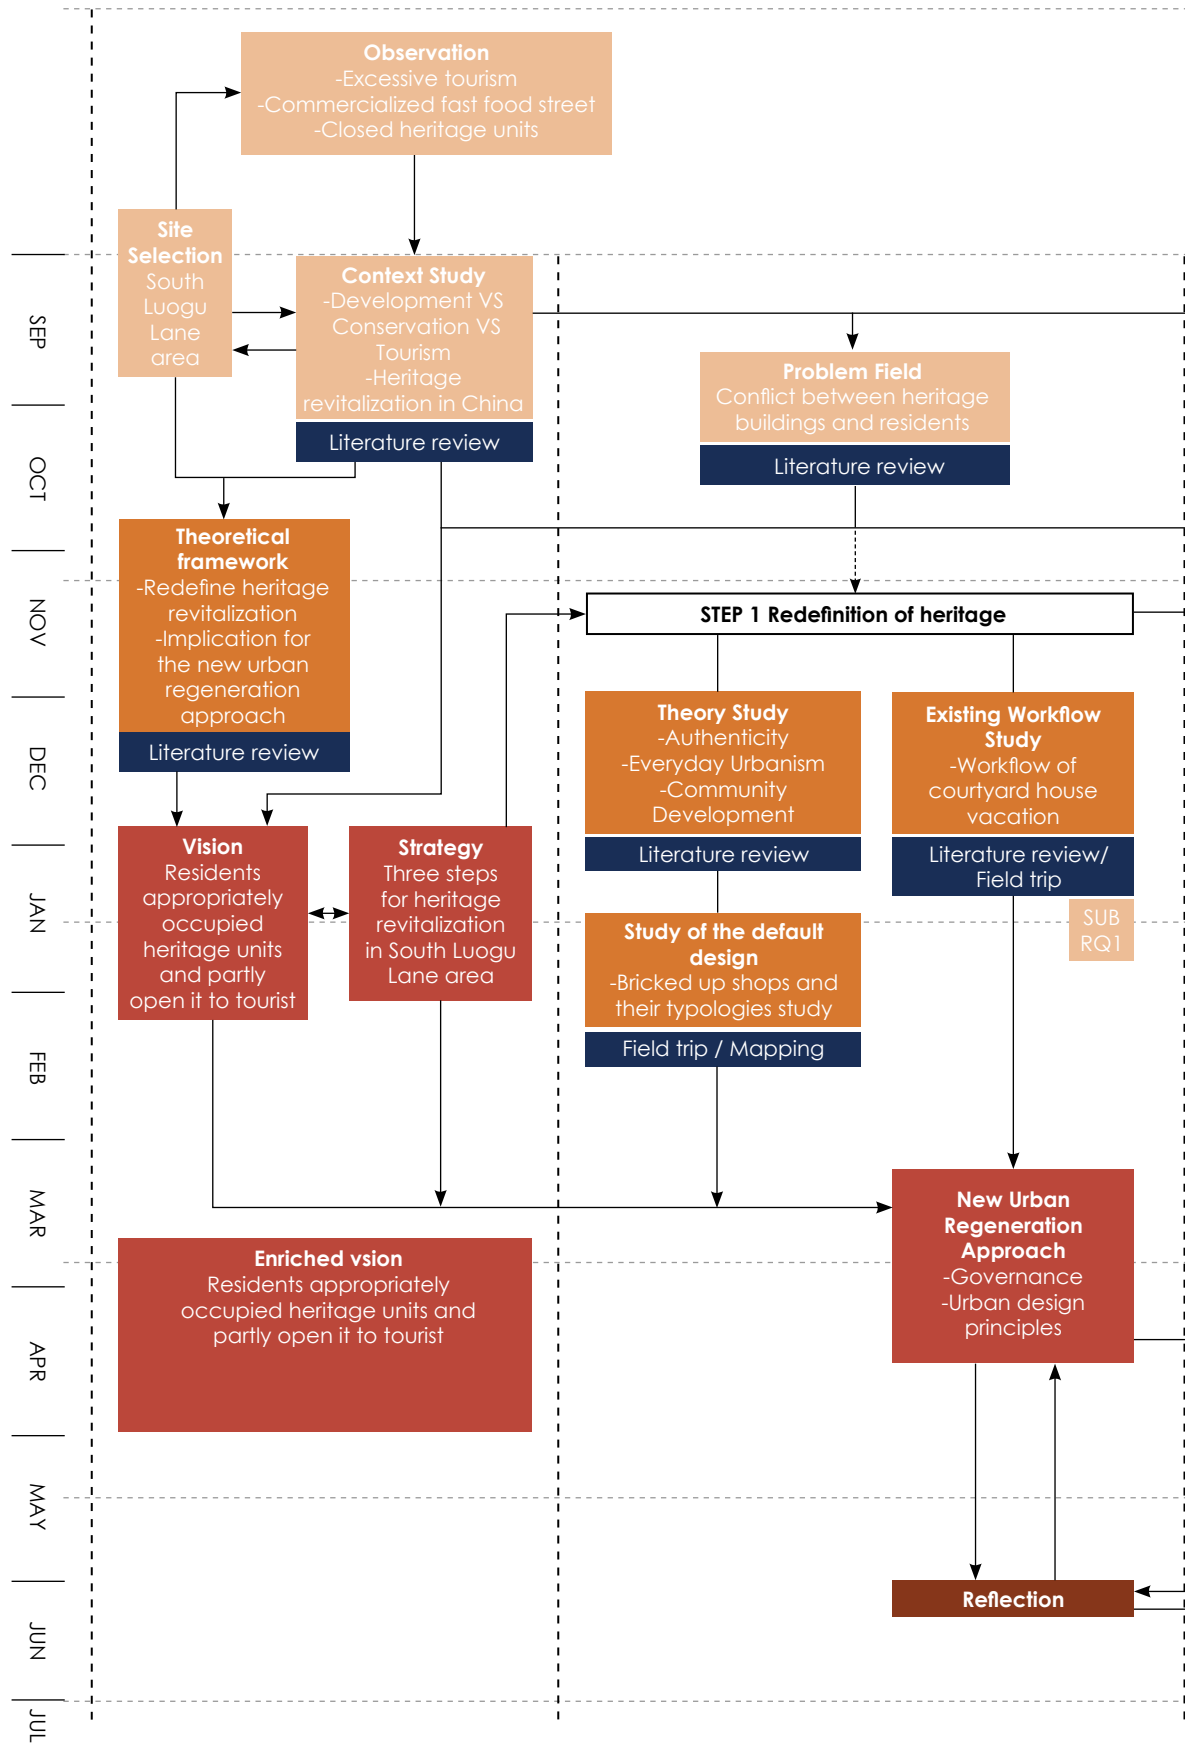 Observation
-Excessive tourism
-Commercialized fast food street
-Closed heritage units
Site
Selection
South
Luogu
Lane
area
Context Study
-Development VS
Conservation VS
Tourism
-Heritage
revitalization in China
Literature review
Problem Field
Conflict between heritage
buildings and residents
Literature review
Theoretical
framework
-Redefine heritage
revitalization
-Implication for
the new urban
regeneration
approach
Literature review
STEP 1 Redefinition of heritage
Theory Study
-Authenticity
-Everyday Urbanism
-Community
Development
Literature review
Existing Workflow
Study
-Workflow of
courtyard house
vacation
Literature review/
Field trip
SUB
RQ1
Vision
Residents
appropriately
occupied
heritage units
and partly
open it to tourist
Strategy
Three steps
for heritage
revitalization
in South Luogu
Lane area
Study of the default
design
-Bricked up shops and
their typologies study
Field trip / Mapping
New Urban
Regeneration
Approach
-Governance
-Urban design
principles
Enriched vsion
Residents appropriately
occupied heritage units and
partly open it to tourist
Reflection
SEP
OCT
NOV
DEC
JAN
FEB
MAR
APR
MAY
JUN
JUL